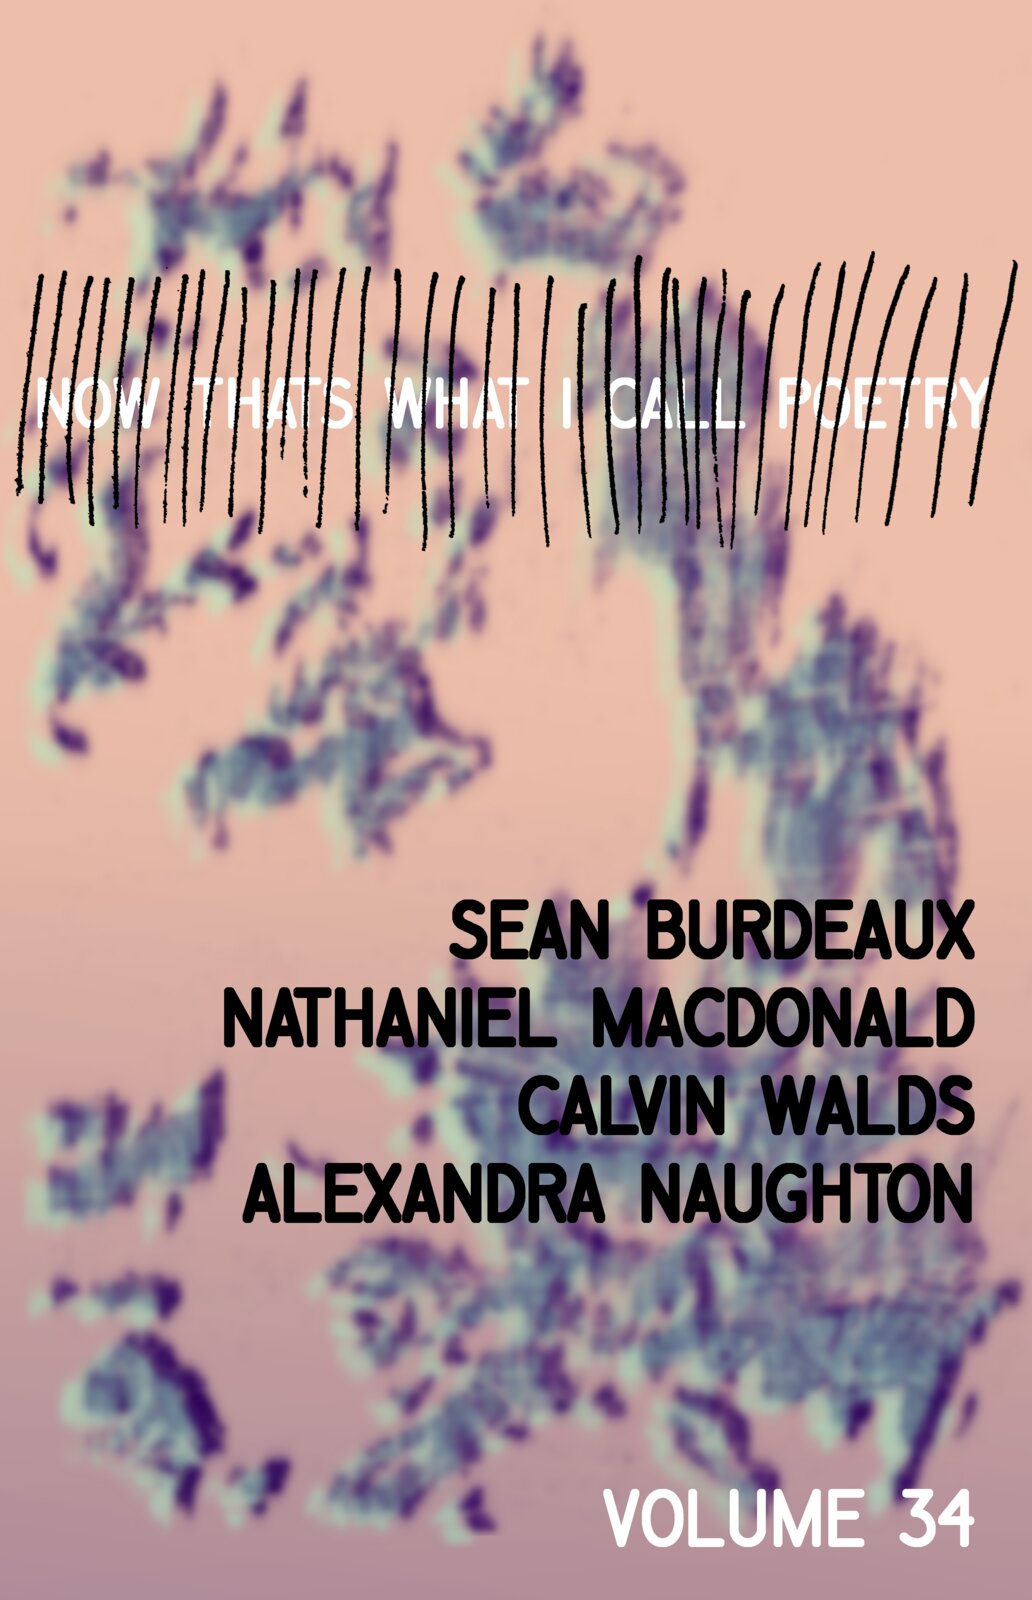 NOW THATS WHAT I CALL POETRY
SEAN BURDEAUX
NATHANIEL MACDONALD
CALVIN WALDS
ALEXANDRA NAUGHTON
VOLUME 34